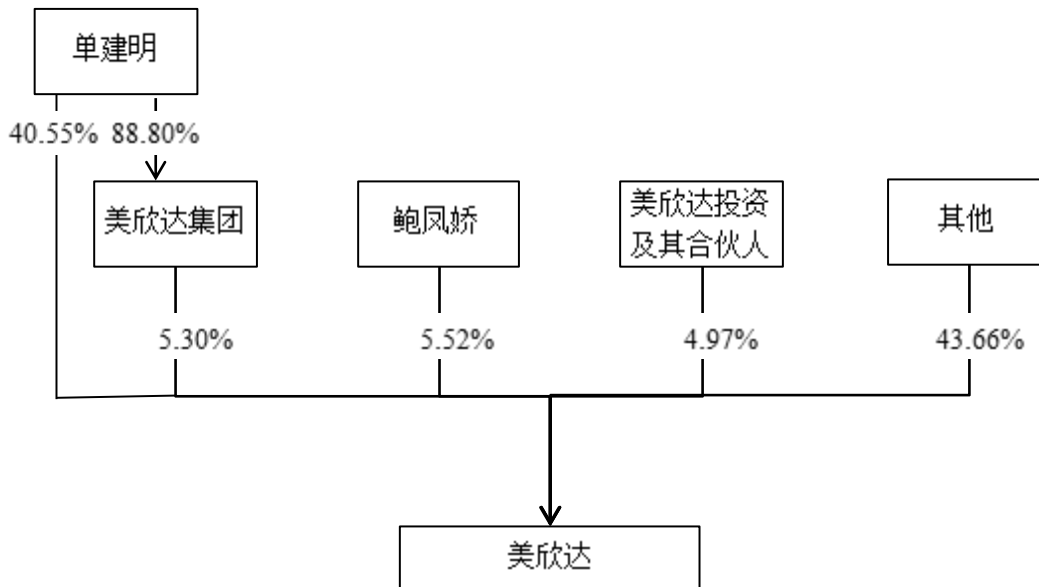 单建明
40.55% 88.80%
美欣达集团
鲍凤娇
美欣达投资
及其合伙人
其他
5.30%
5.52%
4.97%
43.66%
美欣达